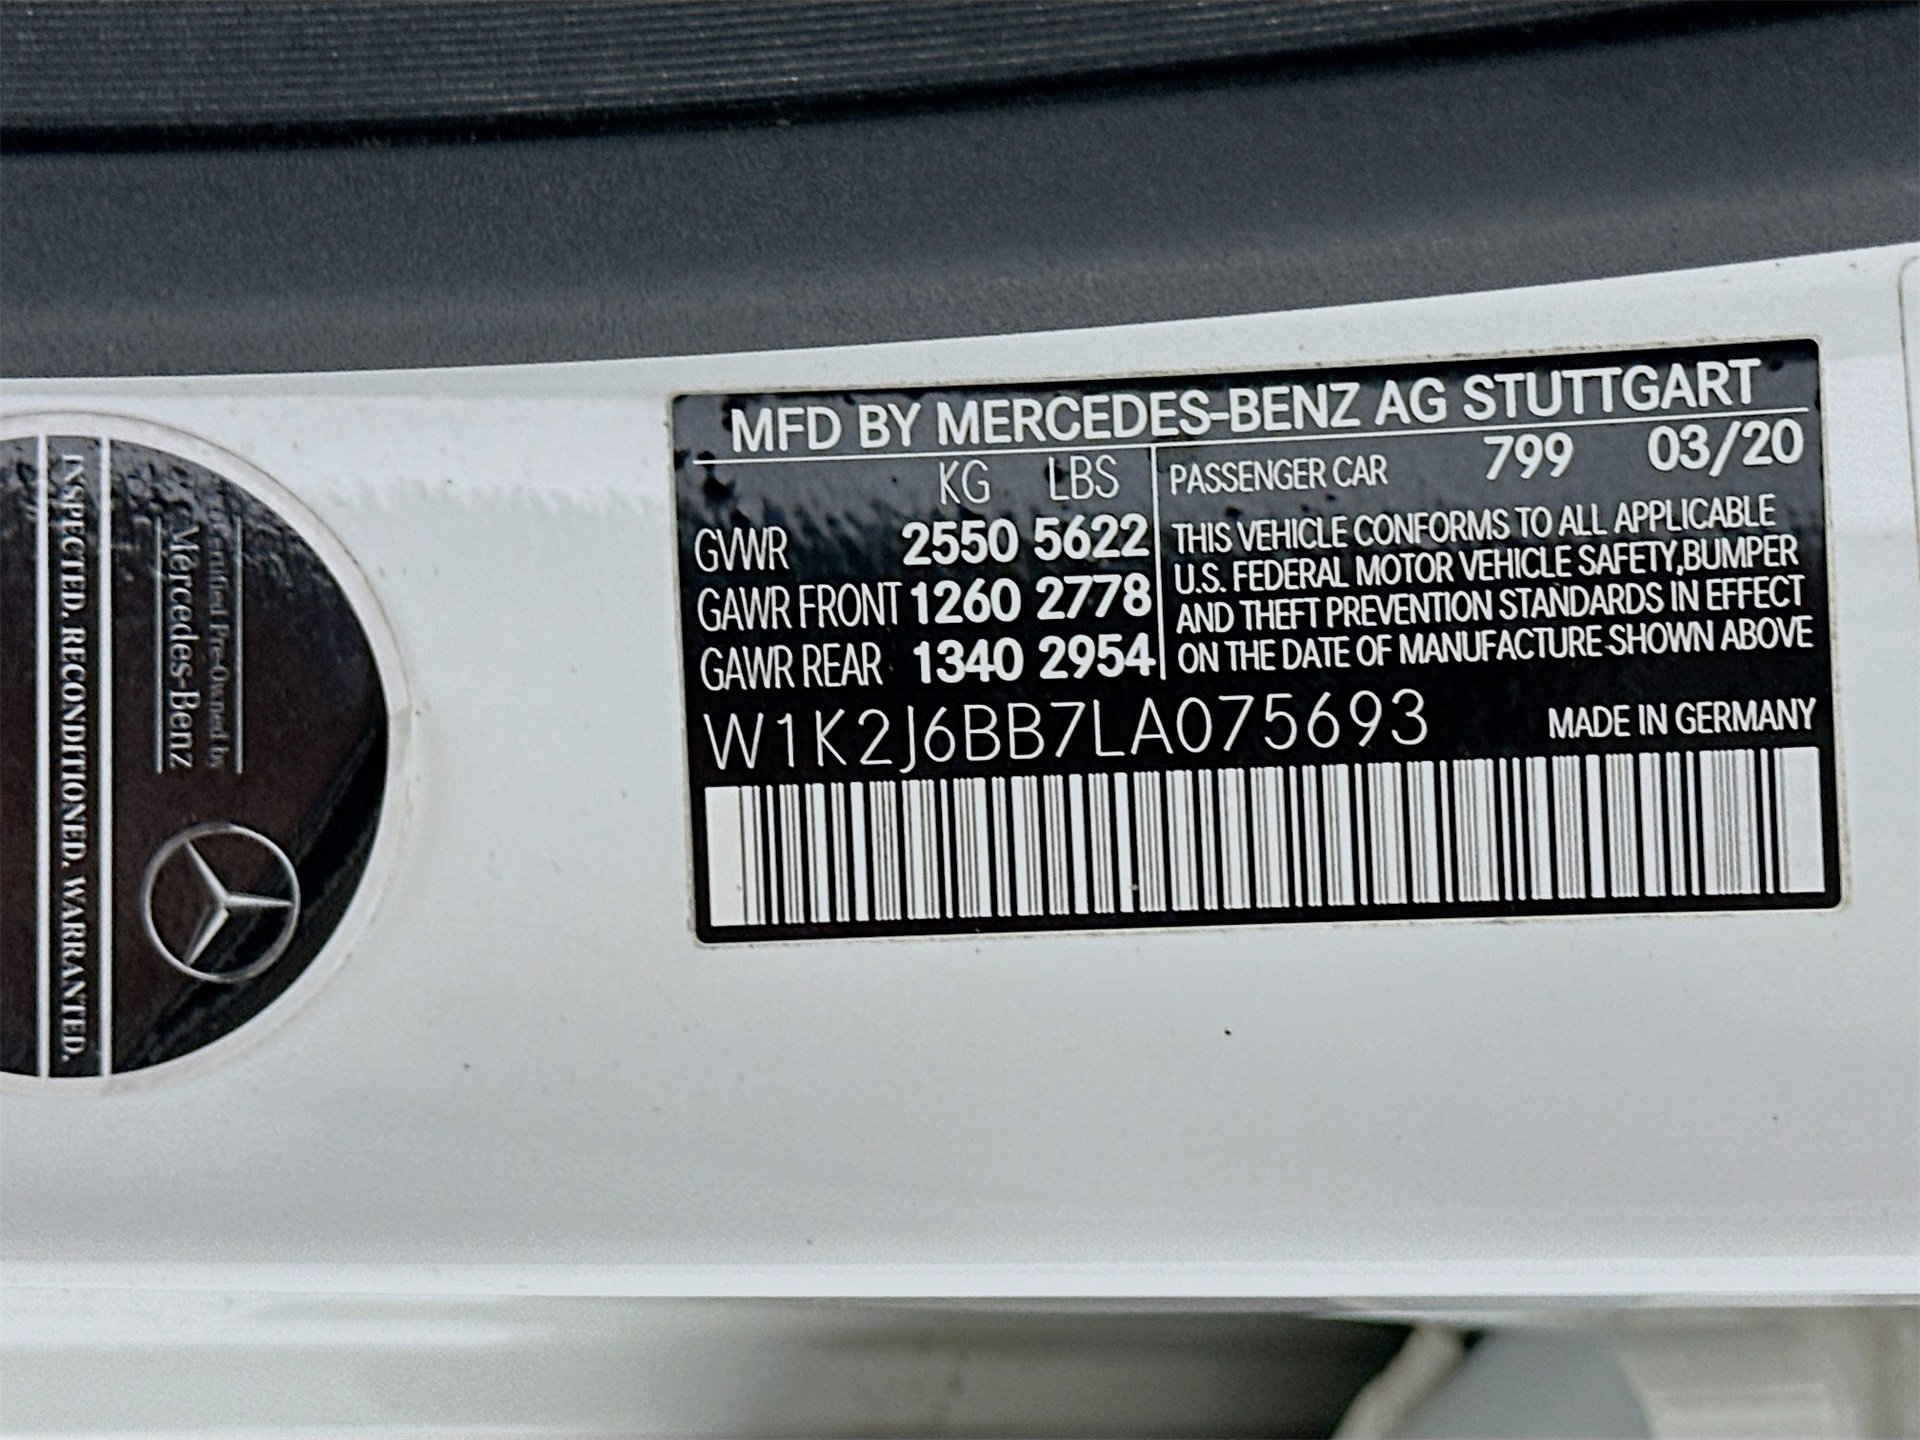 MFD BY MERCEDES-BENZ AG STUTTGART
KG LBS
GVWR 2550 5622
GAWR FRONT 1260 2778
GAWR REAR 1340 2954
PASSENGER CAR 799 03/20
THIS VEHICLE CONFORMS TO ALL APPLICABLE
U.S. FEDERAL MOTOR VEHICLE SAFETY, BUMPER
AND THEFT PREVENTION STANDARDS IN EFFECT
ON THE DATE OF MANUFACTURE SHOWN ABOVE
W1K2J6BB7LA075693 MADE IN GERMANY
Certified Pre-Owned by
Mercedes-Benz
INSPECTED. RECONDITIONED. WARRANTED.